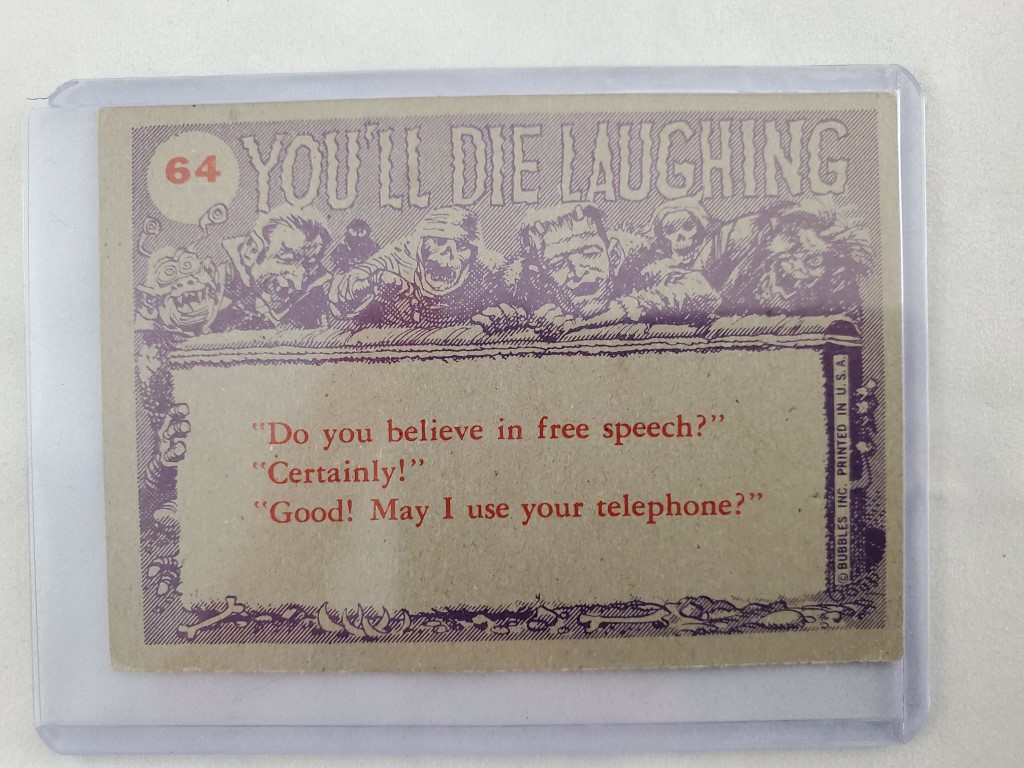 64
YOU'LL DIE LAUGHING
“Do you believe in free speech?”
“Certainly!”
“Good! May I use your telephone?”
© BUBBLES INC. PRINTED IN U.S.A.